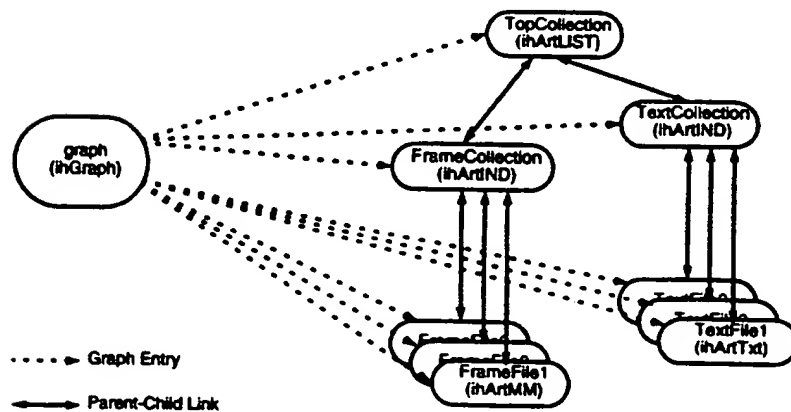 TopCollection
(ihArtLIST)
TextCollection
(ihArtIND)
graph
(ihGraph)
FrameCollection
(ihArtIND)
TextFile1
(ihArtTxt)
FrameFile1
(ihArtMM)
Graph Entry
Parent-Child Link